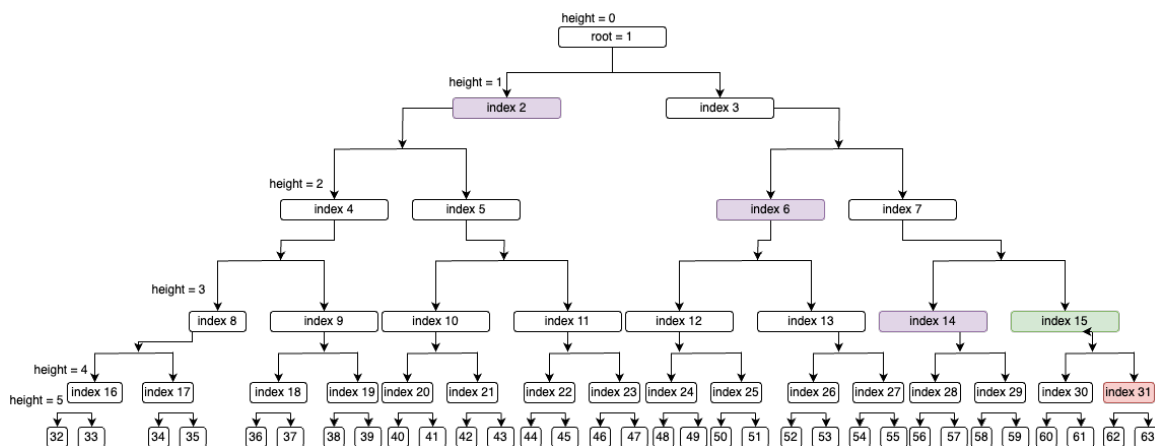 height = 0
root = 1
height = 1
index 2
index 3
height = 2
index 4
index 5
index 6
index 7
height = 3
index 8
index 9
index 10
index 11
index 12
index 13
index 14
index 15
height = 4
index 16
index 17
index 18
index 19
index 20
index 21
index 22
index 23
index 24
index 25
index 26
index 27
index 28
index 29
index 30
index 31
height = 5
32
33
34
35
36
37
38
39
40
41
42
43
44
45
46
47
48
49
50
51
52
53
54
55
56
57
58
59
60
61
62
63